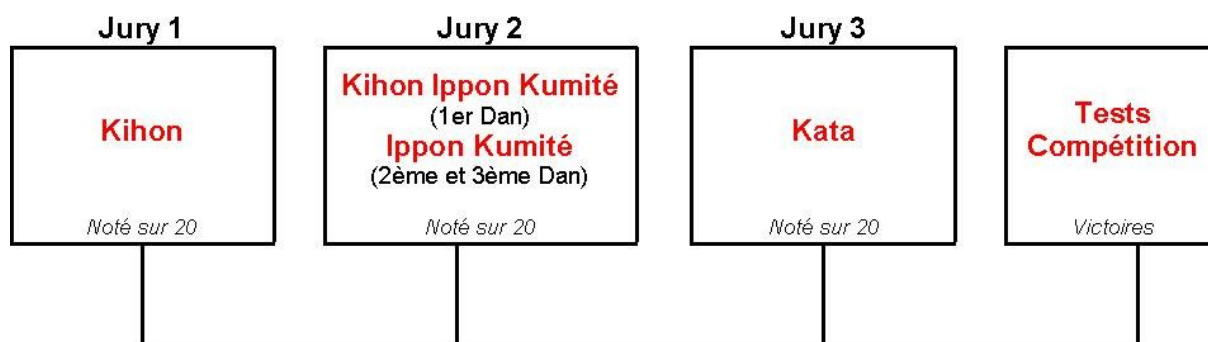 Jury 1
Kihon
Noté sur 20
Jury 2
Kihon Ippon Kumité
(1er Dan)
Ippon Kumité
(2ème et 3ème Dan)
Noté sur 20
Jury 3
Kata
Noté sur 20
Tests
Compétition
Victoires